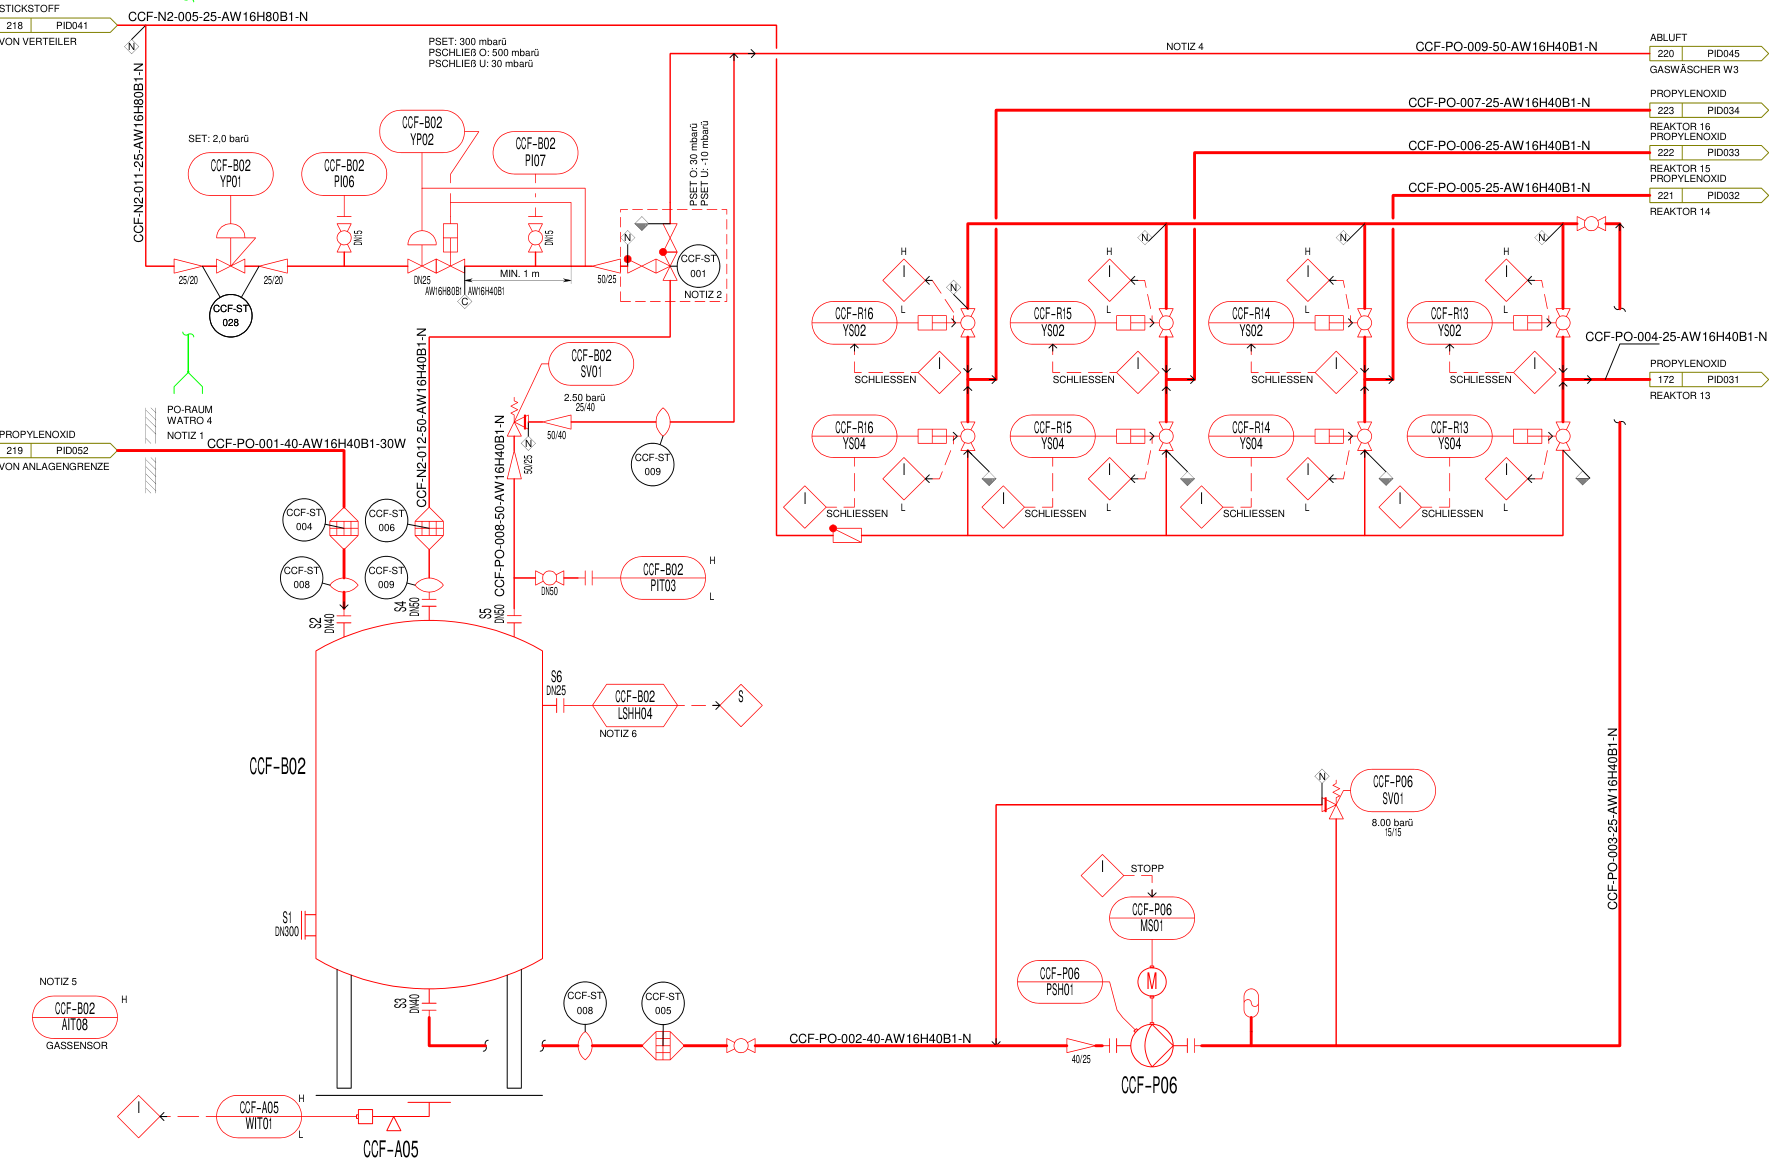 STICKSTOFF
218 PID041
VON VERTEILER
CCF-N2-005-25-AW16H80B1-N
N
CCF-N2-011-25-AW16H80B1-N
PSET: 300 mbarü
PSCHLIEß O: 500 mbarü
PSCHLIEß U: 30 mbarü
SET: 2,0 barü
CCF-B02
YP01
CCF-B02
PI06
CCF-B02
YP02
CCF-B02
PI07
DN15
DN15
25/20
25/20
CCF-ST
028
DN25
AW16H80B1
AW16H40B1
C
MIN. 1 m
50/25
PSET O: 30 mbarü
PSET U: -10 mbarü
N
CCF-ST
001
NOTIZ 2
NOTIZ 4
CCF-PO-009-50-AW16H40B1-N
ABLUFT
220 PID045
GASWÄSCHER W3
CCF-PO-007-25-AW16H40B1-N
PROPYLENOXID
223 PID034
REAKTOR 16
CCF-PO-006-25-AW16H40B1-N
PROPYLENOXID
222 PID033
REAKTOR 15
CCF-PO-005-25-AW16H40B1-N
PROPYLENOXID
221 PID032
REAKTOR 14
N
N
N
H
I
L
N
H
I
L
H
I
L
H
I
L
CCF-R16
YS02
CCF-R15
YS02
CCF-R14
YS02
CCF-R13
YS02
SCHLIESSEN
I
SCHLIESSEN
I
SCHLIESSEN
I
SCHLIESSEN
I
CCF-PO-004-25-AW16H40B1-N
PROPYLENOXID
172 PID031
REAKTOR 13
CCF-R16
YS04
CCF-R15
YS04
CCF-R14
YS04
CCF-R13
YS04
H
I
L
H
I
L
H
I
L
H
I
L
I
SCHLIESSEN
I
SCHLIESSEN
I
SCHLIESSEN
I
SCHLIESSEN
PO-RAUM
WATRO 4
NOTIZ 1
PROPYLENOXID
219 PID052
VON ANLAGENGRENZE
CCF-PO-001-40-AW16H40B1-30W
CCF-N2-012-50-AW16H40B1-N
CCF-PO-008-50-AW16H40B1-N
CCF-B02
SV01
2.50 barü
25/40
50/40
N
50/25
CCF-ST
009
CCF-ST
004
CCF-ST
006
CCF-ST
008
CCF-ST
009
S2
DN40
S4
DN50
S5
DN50
DN50
CCF-B02
PIT03
H
L
S6
DN25
CCF-B02
LSHH04
NOTIZ 6
S
CCF-B02
S1
DN300
S3
DN40
NOTIZ 5
CCF-B02
AIT08
H
GASSENSOR
I
CCF-A05
WIT01
H
L
CCF-A05
CCF-ST
008
CCF-ST
005
CCF-PO-002-40-AW16H40B1-N
40/25
CCF-P06
PSH01
I
STOPP
CCF-P06
MS01
M
CCF-P06
N
CCF-P06
SV01
8.00 barü
15/15
CCF-PO-003-25-AW16H40B1-N